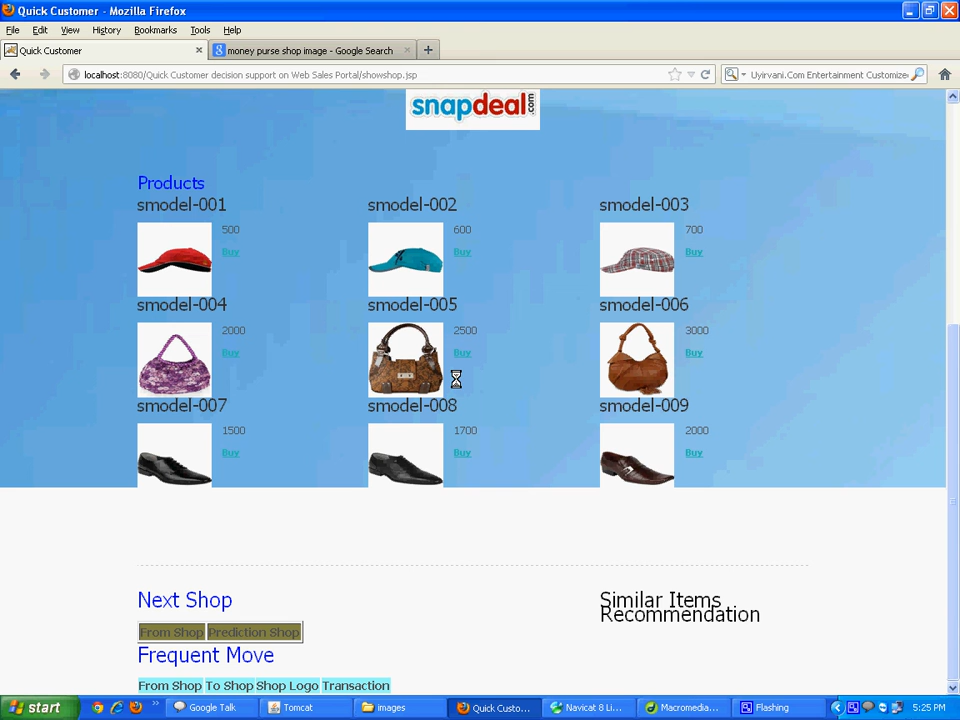 Quick Customer - Mozilla Firefox
File Edit View History Bookmarks Tools Help
Quick Customer
money purse shop image - Google Search
localhost:8080/Quick Customer decision support on Web Sales Portal/showshop.jsp
Uyirvani.Com Entertainment Customize
snapdeal.com
Products
smodel-001 smodel-002 smodel-003
500 600 700
Buy Buy Buy
smodel-004 smodel-005 smodel-006
2000 2500 3000
Buy Buy Buy
smodel-007 smodel-008 smodel-009
1500 1700 2000
Buy Buy Buy
Next Shop
Similar Items
Recommendation
From Shop Prediction Shop
Frequent Move
From Shop To Shop Shop Logo Transaction
start Google Talk Tomcat images Quick Custo... Navicat 8 Li... Macromedia... Flashing 5:25 PM